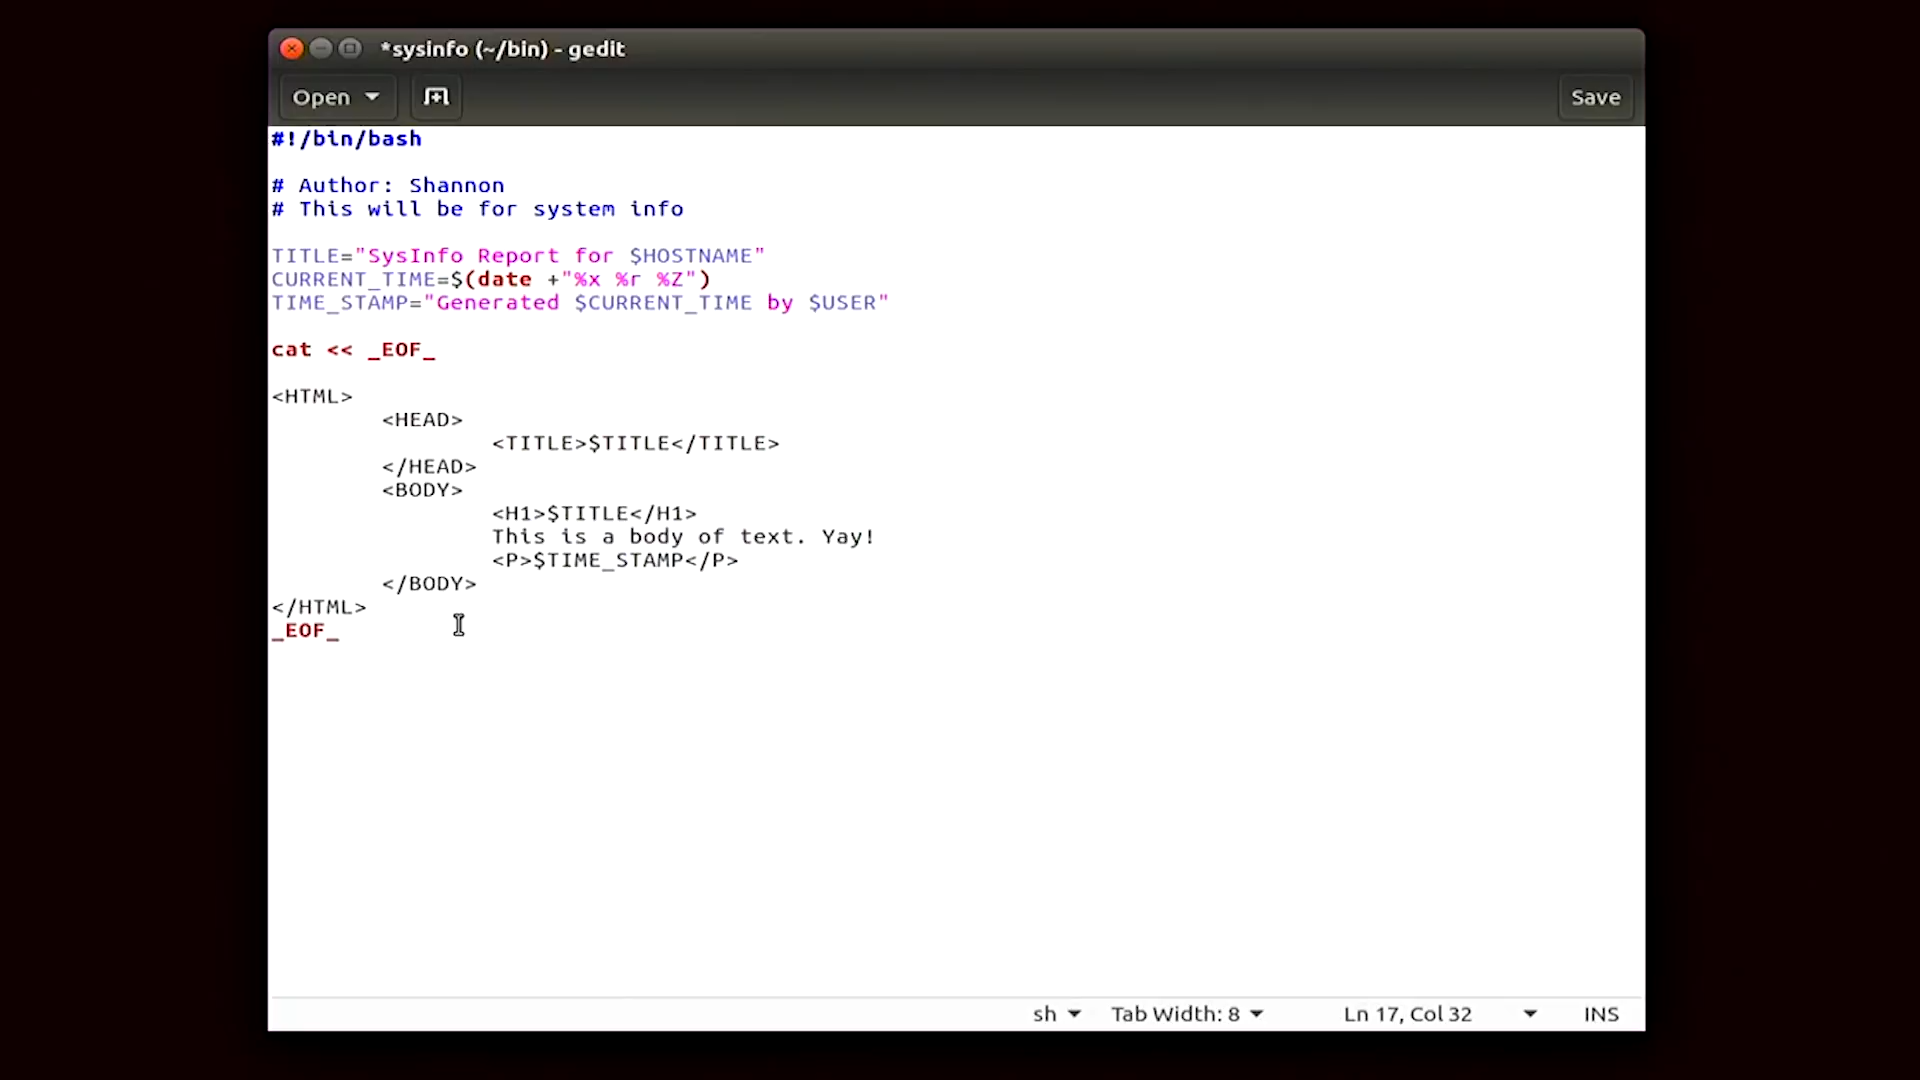 *sysinfo (~/bin) - gedit
Open
Save
#!/bin/bash
# Author: Shannon
# This will be for system info
TITLE="SysInfo Report for $HOSTNAME"
CURRENT_TIME=$(date +"%x %r %Z")
TIME_STAMP="Generated $CURRENT_TIME by $USER"
cat << _EOF_
<HTML>
<HEAD>
<TITLE>$TITLE</TITLE>
</HEAD>
<BODY>
<H1>$TITLE</H1>
This is a body of text. Yay!
<P>$TIME_STAMP</P>
</BODY>
</HTML>
_EOF_
sh Tab Width: 8 Ln 17, Col 32 INS